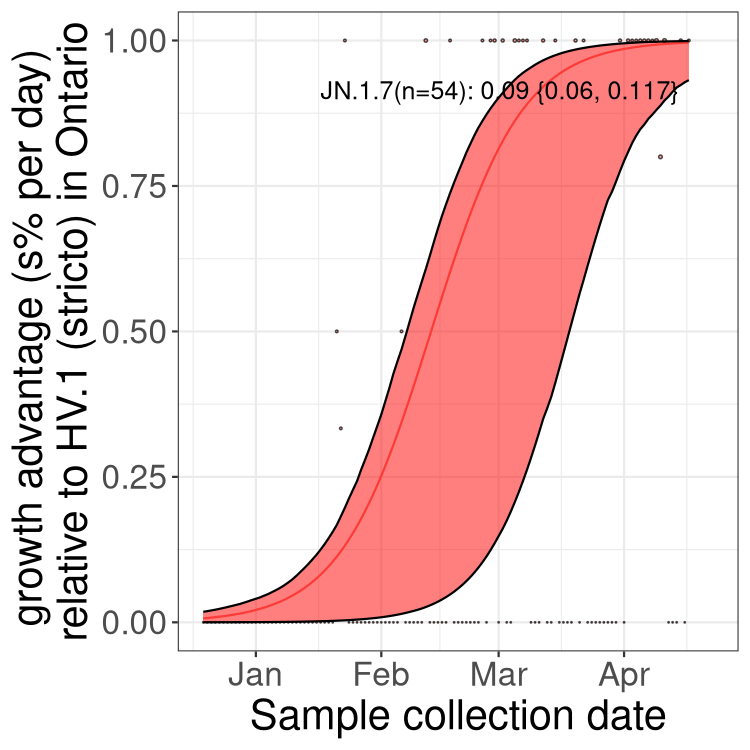 growth advantage (s% per day)
relative to HV.1 (stricto) in Ontario
1.00
0.75
0.50
0.25
0.00
JN.1.7(n=54): 0.09 {0.06, 0.117}
Jan Feb Mar Apr
Sample collection date